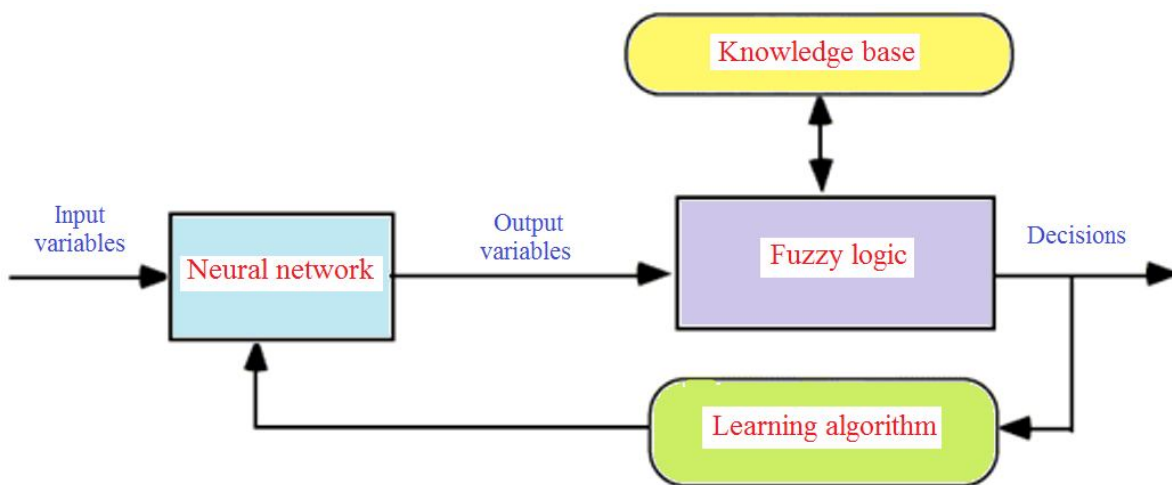 Knowledge base
Input
variables
Neural network
Output
variables
Fuzzy logic
Decisions
Learning algorithm